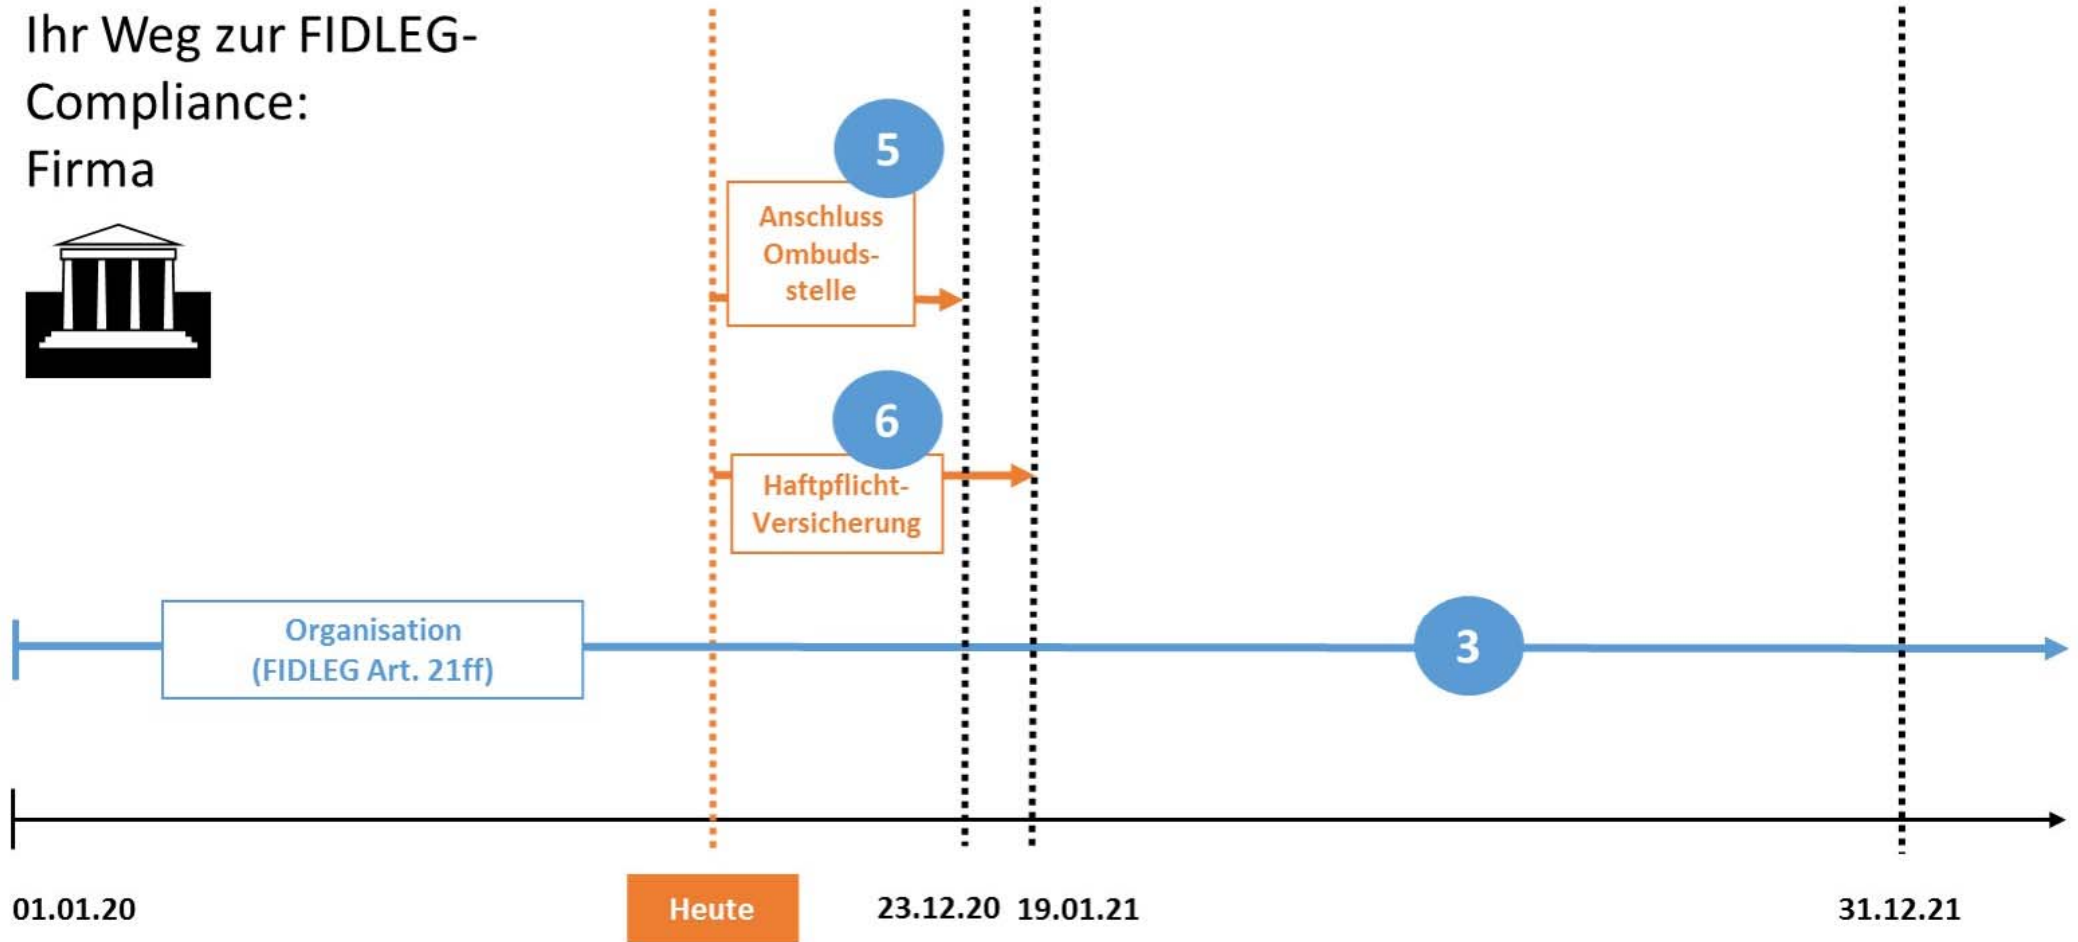 Ihr Weg zur FIDLEG-
Compliance:
Firma
5
Anschluss
Ombuds-
stelle
6
Haftpflicht-
Versicherung
Organisation
(FIDLEG Art. 21ff)
3
01.01.20
Heute
23.12.20
19.01.21
31.12.21